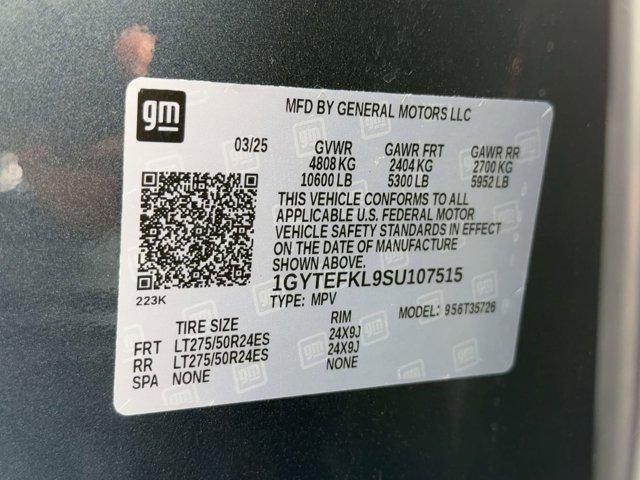 gm
MFD BY GENERAL MOTORS LLC
03/25 GVWR GAWR FRT GAWR RR
4808 KG 2404 KG 2700 KG
10600 LB 5300 LB 5952 LB
THIS VEHICLE CONFORMS TO ALL
APPLICABLE U.S. FEDERAL MOTOR
VEHICLE SAFETY STANDARDS IN EFFECT
ON THE DATE OF MANUFACTURE
SHOWN ABOVE.
1GYTEFKL9SU107515
223K
TYPE: MPV MODEL: 9S6T35726
TIRE SIZE RIM
FRT LT275/50R24ES 24X9J
RR LT275/50R24ES 24X9J
SPA NONE NONE